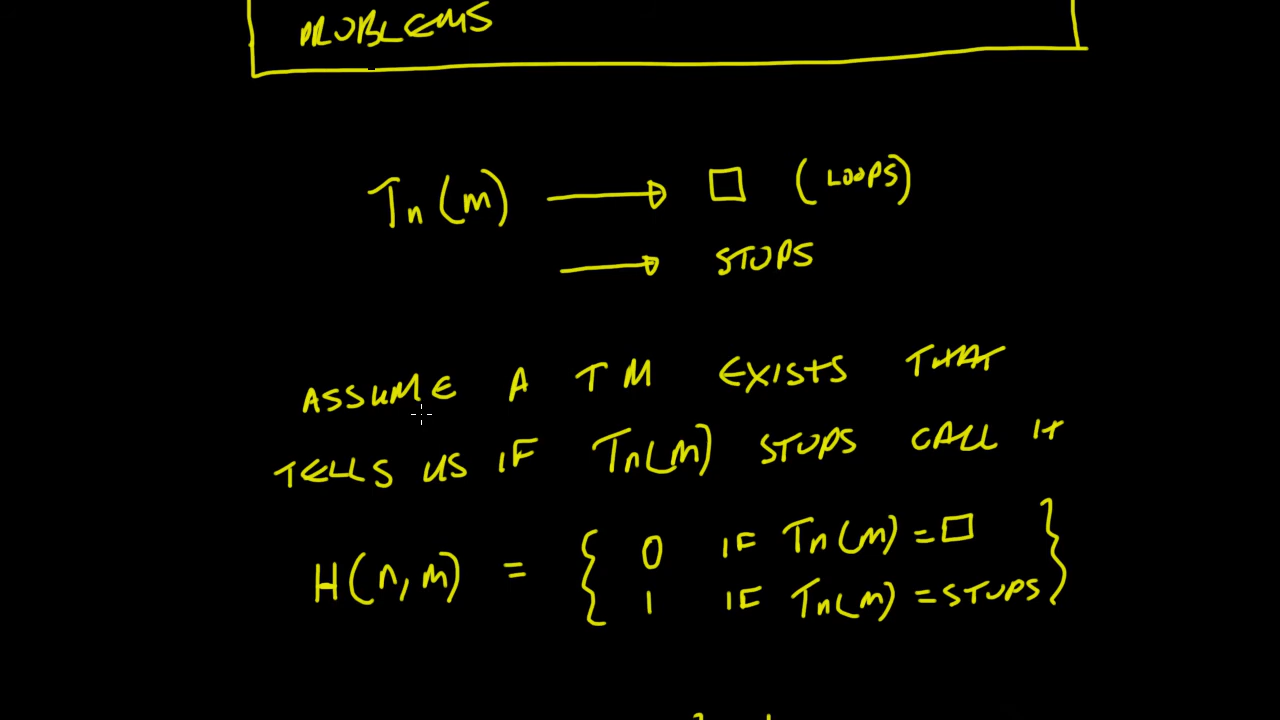 PROBLEMS
Tn(m) → □ (LOOPS)
→ STOPS
ASSUME A TM EXISTS THAT
TELLS US IF Tn(m) STOPS CALL IT
H(n,m) = { 0 IF Tn(m) = □
1 IF Tn(m) = STOPS }